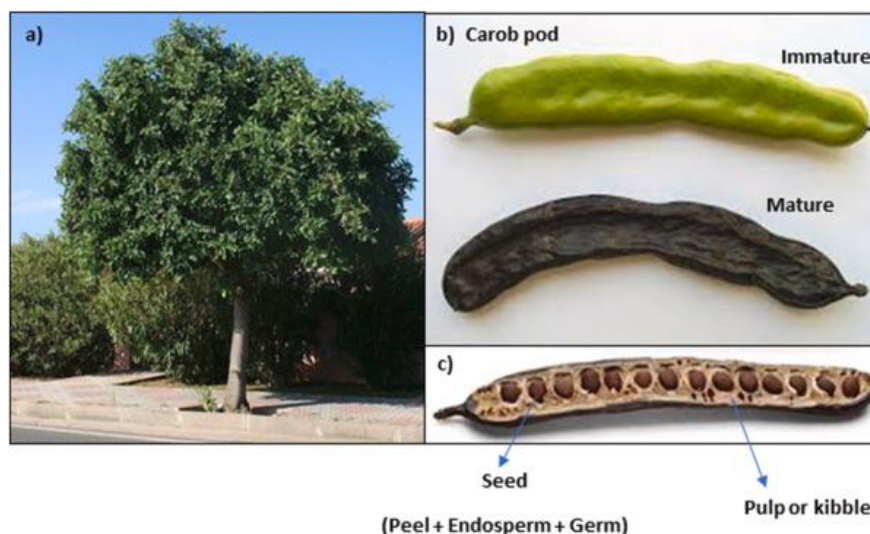 a)
b) Carob pod
Immature
Mature
c)
Seed
(Peel + Endosperm + Germ)
Pulp or kibble